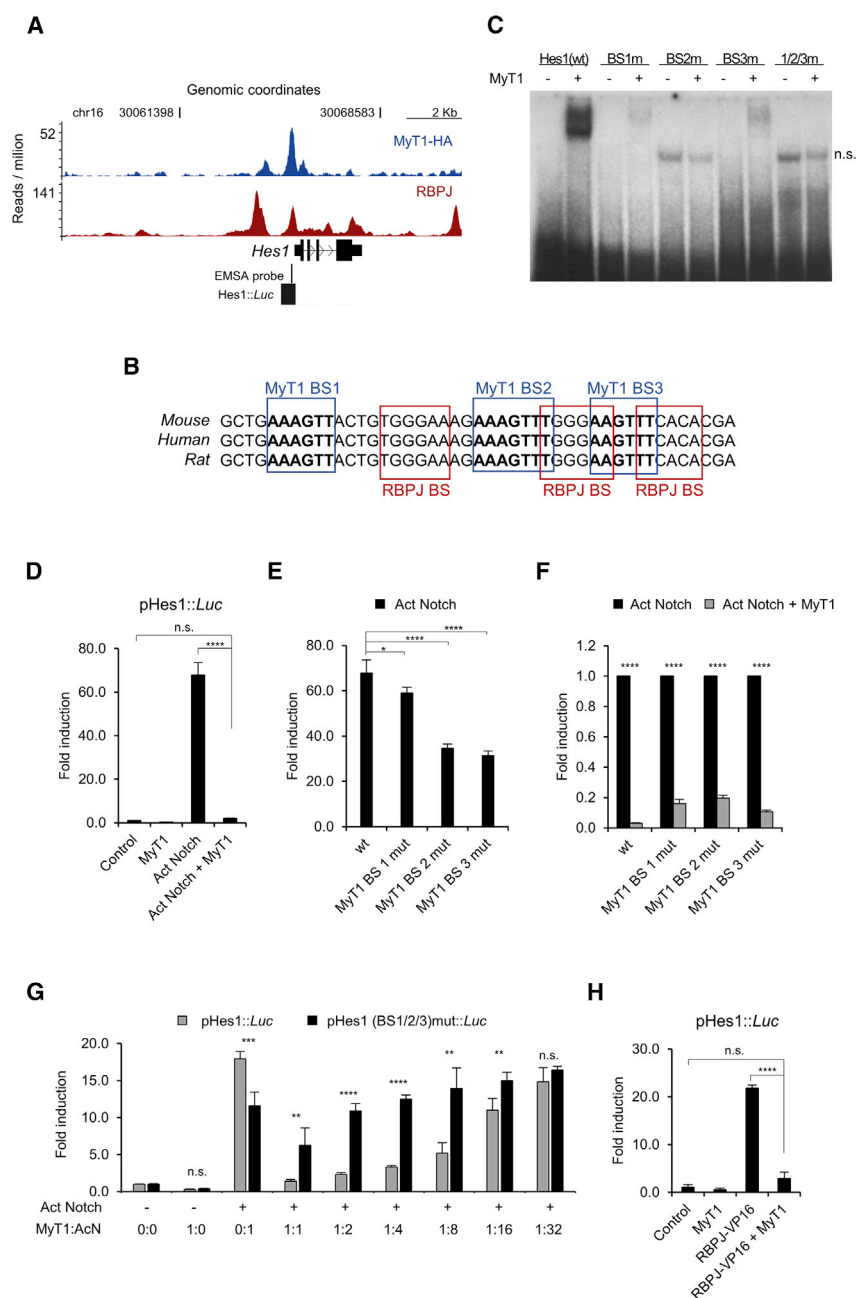 A
Genomic coordinates
chr16 30061398 30068583 2 Kb
Reads / milion
52
MyT1-HA
141
RBPJ
Hes1
EMSA probe
Hes1::Luc
C
Hes1(wt) BS1m BS2m BS3m 1/2/3m
MyT1 - + - + - + - + - +
n.s.
B
MyT1 BS1 MyT1 BS2 MyT1 BS3
Mouse GCTGAAAGTTACTGTGGGAAAGAAAGTTTGGGAAGTTTCACACGA
Human GCTGAAAGTTACTGTGGGAAAGAAAGTTTGGGAAGTTTCACACGA
Rat GCTGAAAGTTACTGTGGGAAAGAAAGTTTGGGAAGTTTCACACGA
RBPJ BS RBPJ BS RBPJ BS
D
pHes1::Luc
n.s.
****
Fold induction
80.0
60.0
40.0
20.0
0.0
Control
MyT1
Act Notch
Act Notch + MyT1
E
Act Notch
****
****
*
Fold induction
80.0
60.0
40.0
20.0
0.0
wt
MyT1 BS 1 mut
MyT1 BS 2 mut
MyT1 BS 3 mut
F
Act Notch Act Notch + MyT1
**** **** **** ****
Fold induction
1.2
1.0
0.8
0.6
0.4
0.2
0.0
wt
MyT1 BS 1 mut
MyT1 BS 2 mut
MyT1 BS 3 mut
G
pHes1::Luc pHes1 (BS1/2/3)mut::Luc
Fold induction
20.0
15.0
10.0
5.0
0.0
n.s. *** ** **** **** ** ** n.s.
Act Notch - - + + + + + + +
MyT1:AcN 0:0 1:0 0:1 1:1 1:2 1:4 1:8 1:16 1:32
H
pHes1::Luc
n.s.
****
Fold induction
30.0
20.0
10.0
0.0
Control
MyT1
RBPJ-VP16
RBPJ-VP16 + MyT1